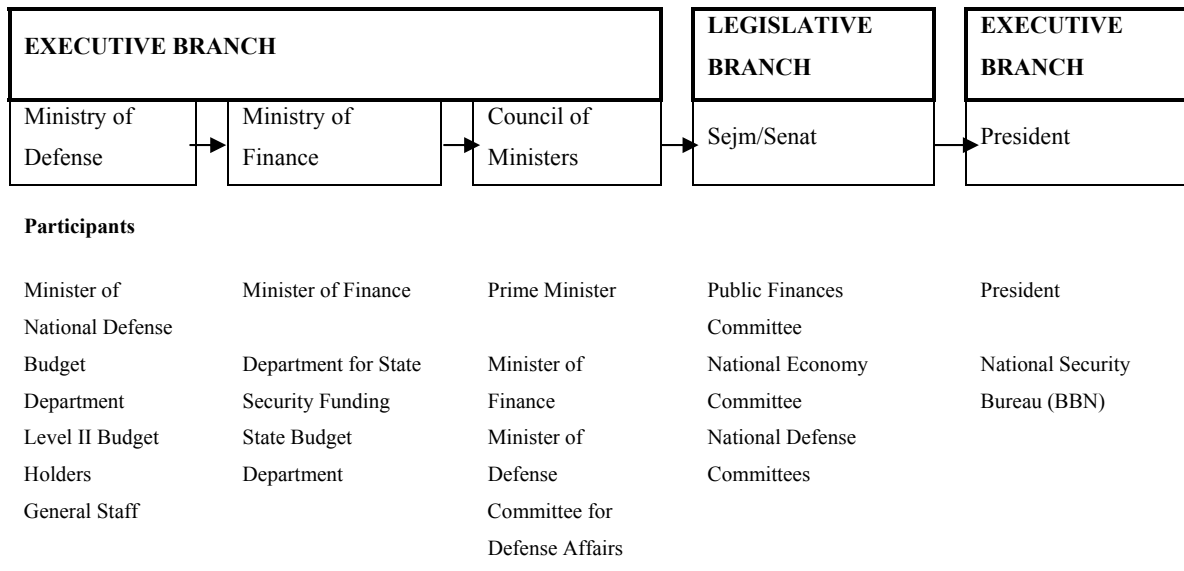 EXECUTIVE BRANCH
LEGISLATIVE
BRANCH
EXECUTIVE
BRANCH
Ministry of
Defense
Ministry of
Finance
Council of
Ministers
Sejm/Senat
President
Participants
Minister of
National Defense
Budget
Department
Level II Budget
Holders
General Staff
Minister of Finance
Department for State
Security Funding
State Budget
Department
Prime Minister
Minister of
Finance
Minister of
Defense
Committee for
Defense Affairs
Public Finances
Committee
National Economy
Committee
National Defense
Committees
President
National Security
Bureau (BBN)